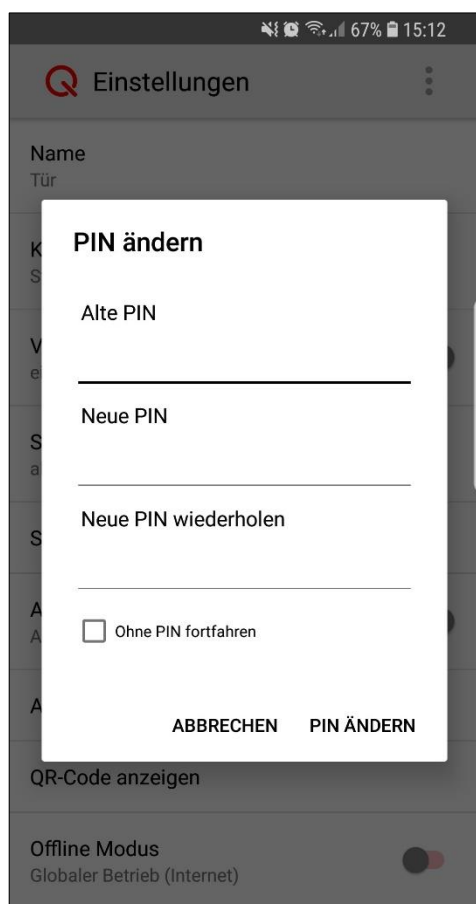 67% 15:12
Einstellungen
Name
Tür
K
S
PIN ändern
Alte PIN
V
e
Neue PIN
S
a
Neue PIN wiederholen
S
A
A
Ohne PIN fortfahren
A
ABBRECHEN PIN ÄNDERN
QR-Code anzeigen
Offline Modus
Globaler Betrieb (Internet)